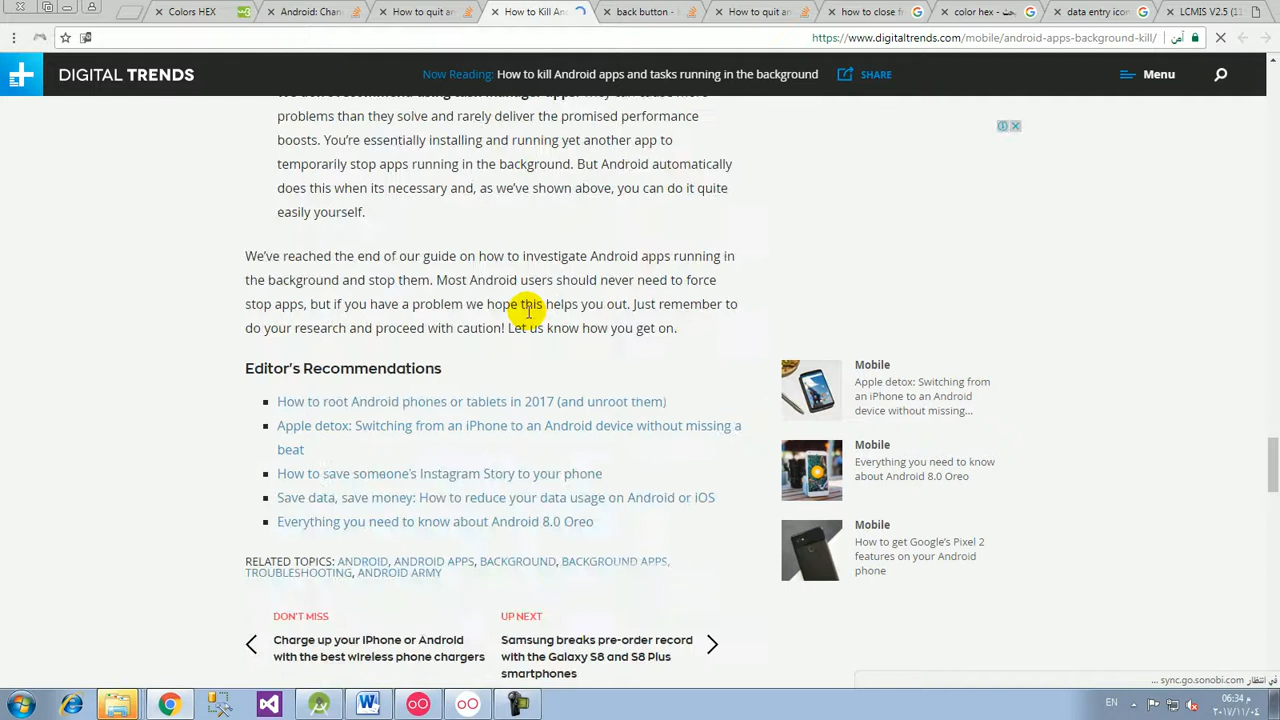 Colors HEX
Android: Chan
How to quit an
How to Kill An
back button -
How to quit an
how to close f
color hex - بحث
data entry ico
LCMIS V2.5 (11
https://www.digitaltrends.com/mobile/android-apps-background-kill/
آمن
DIGITAL TRENDS
Now Reading: How to kill Android apps and tasks running in the background
SHARE
Menu
problems than they solve and rarely deliver the promised performance
boosts. You're essentially installing and running yet another app to
temporarily stop apps running in the background. But Android automatically
does this when its necessary and, as we've shown above, you can do it quite
easily yourself.
We've reached the end of our guide on how to investigate Android apps running in
the background and stop them. Most Android users should never need to force
stop apps, but if you have a problem we hope this helps you out. Just remember to
do your research and proceed with caution! Let us know how you get on.
Editor's Recommendations
How to root Android phones or tablets in 2017 (and unroot them)
Apple detox: Switching from an iPhone to an Android device without missing a
beat
How to save someone's Instagram Story to your phone
Save data, save money: How to reduce your data usage on Android or iOS
Everything you need to know about Android 8.0 Oreo
RELATED TOPICS: ANDROID, ANDROID APPS, BACKGROUND, BACKGROUND APPS,
TROUBLESHOOTING, ANDROID ARMY
DON'T MISS
Charge up your iPhone or Android
with the best wireless phone chargers
UP NEXT
Samsung breaks pre-order record
with the Galaxy S8 and S8 Plus
smartphones
Mobile
Apple detox: Switching from
an iPhone to an Android
device without missing...
Mobile
Everything you need to know
about Android 8.0 Oreo
Mobile
How to get Google's Pixel 2
features on your Android
phone
في انتظار sync.go.sonobi.com ...
EN
06:34 م
٢٠١٧/١١/٠٤